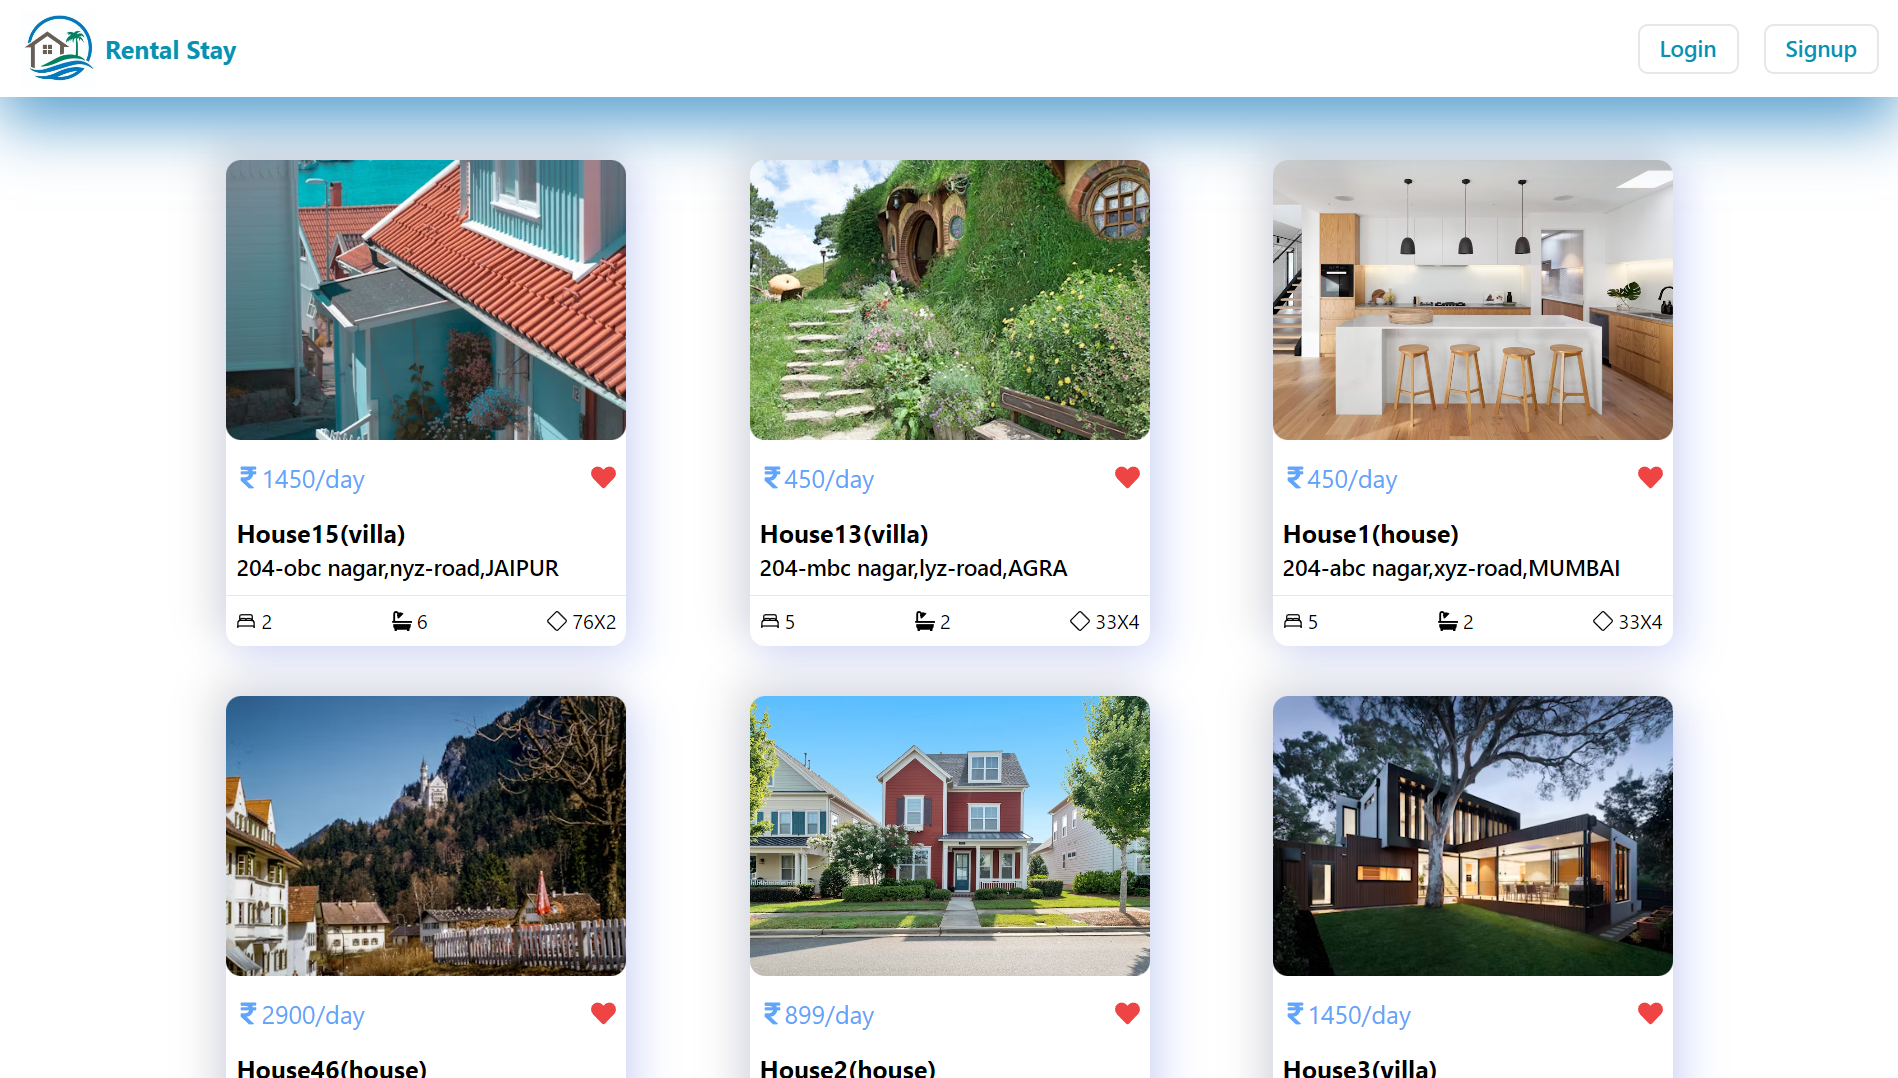 Rental Stay
Login
Signup
₹ 1450/day
House15(villa)
204-obc nagar,nyz-road,JAIPUR
2
6
76X2
₹ 450/day
House13(villa)
204-mbc nagar,lyz-road,AGRA
5
2
33X4
₹ 450/day
House1(house)
204-abc nagar,xyz-road,MUMBAI
5
2
33X4
₹ 2900/day
House46(house)
₹ 899/day
House2(house)
₹ 1450/day
House3(villa)